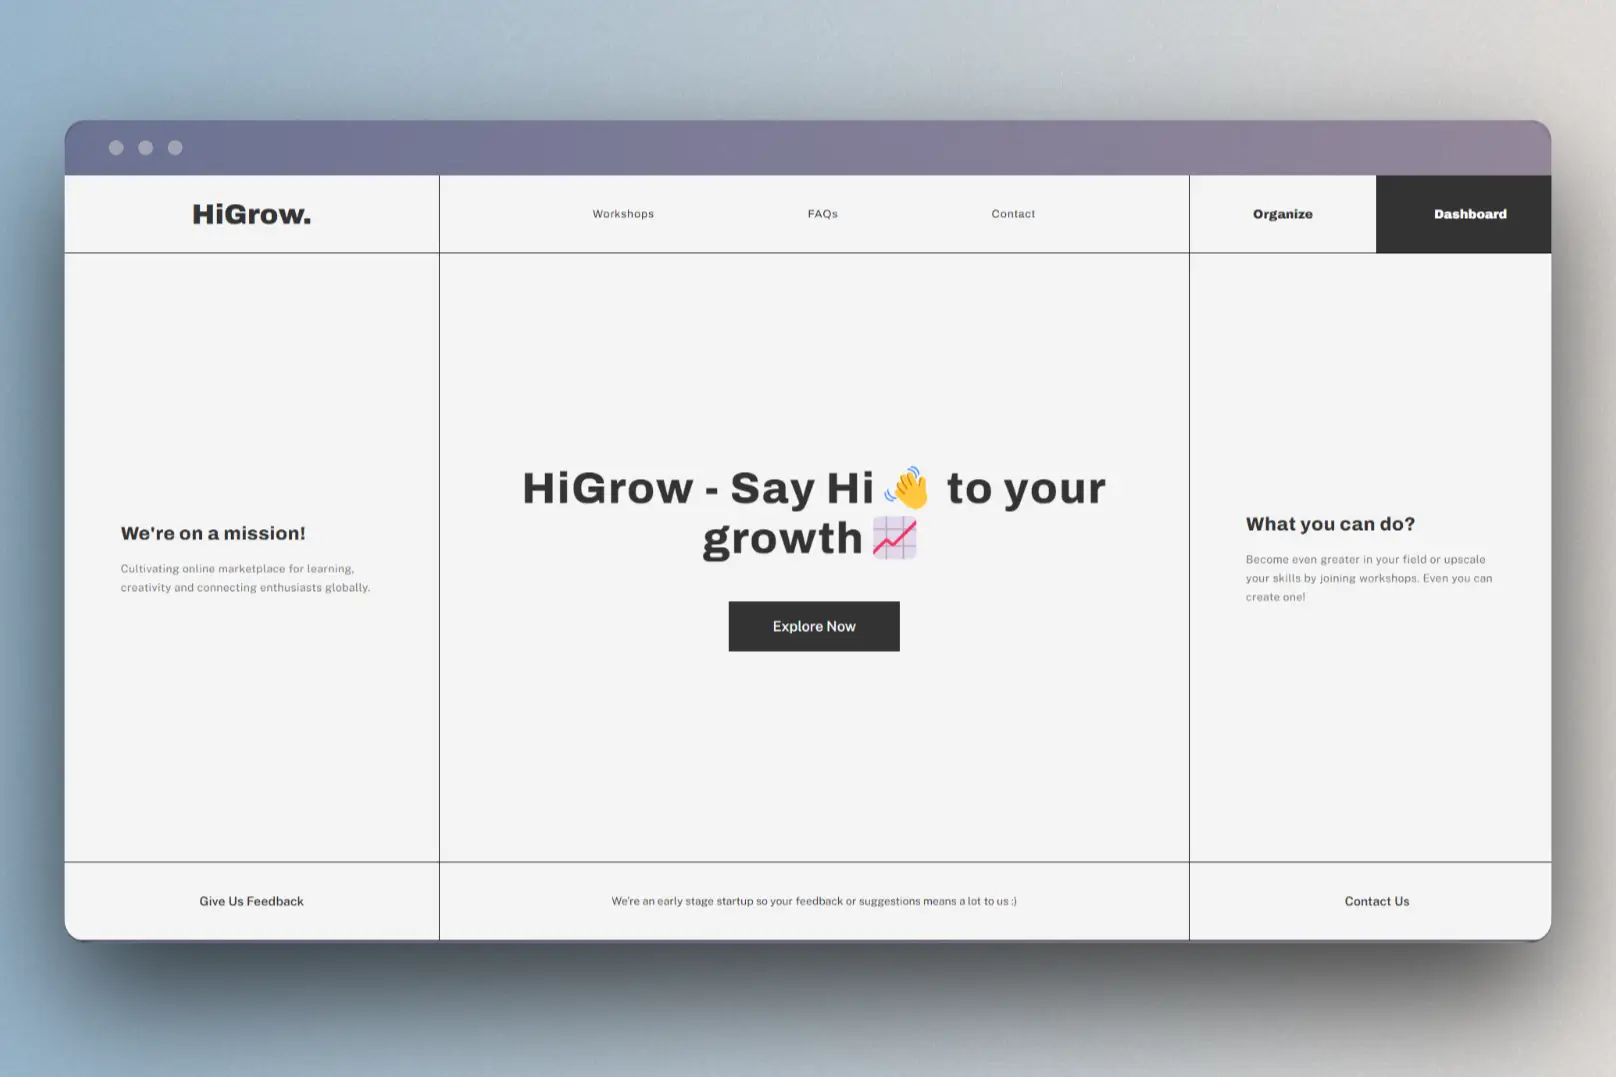 HiGrow.
Workshops
FAQs
Contact
Organize
Dashboard
We're on a mission!
Cultivating online marketplace for learning,
creativity and connecting enthusiasts globally.
HiGrow - Say Hi 👋 to your
growth 📈
Explore Now
What you can do?
Become even greater in your field or upscale
your skills by joining workshops. Even you can
create one!
Give Us Feedback
We're an early stage startup so your feedback or suggestions means a lot to us :)
Contact Us